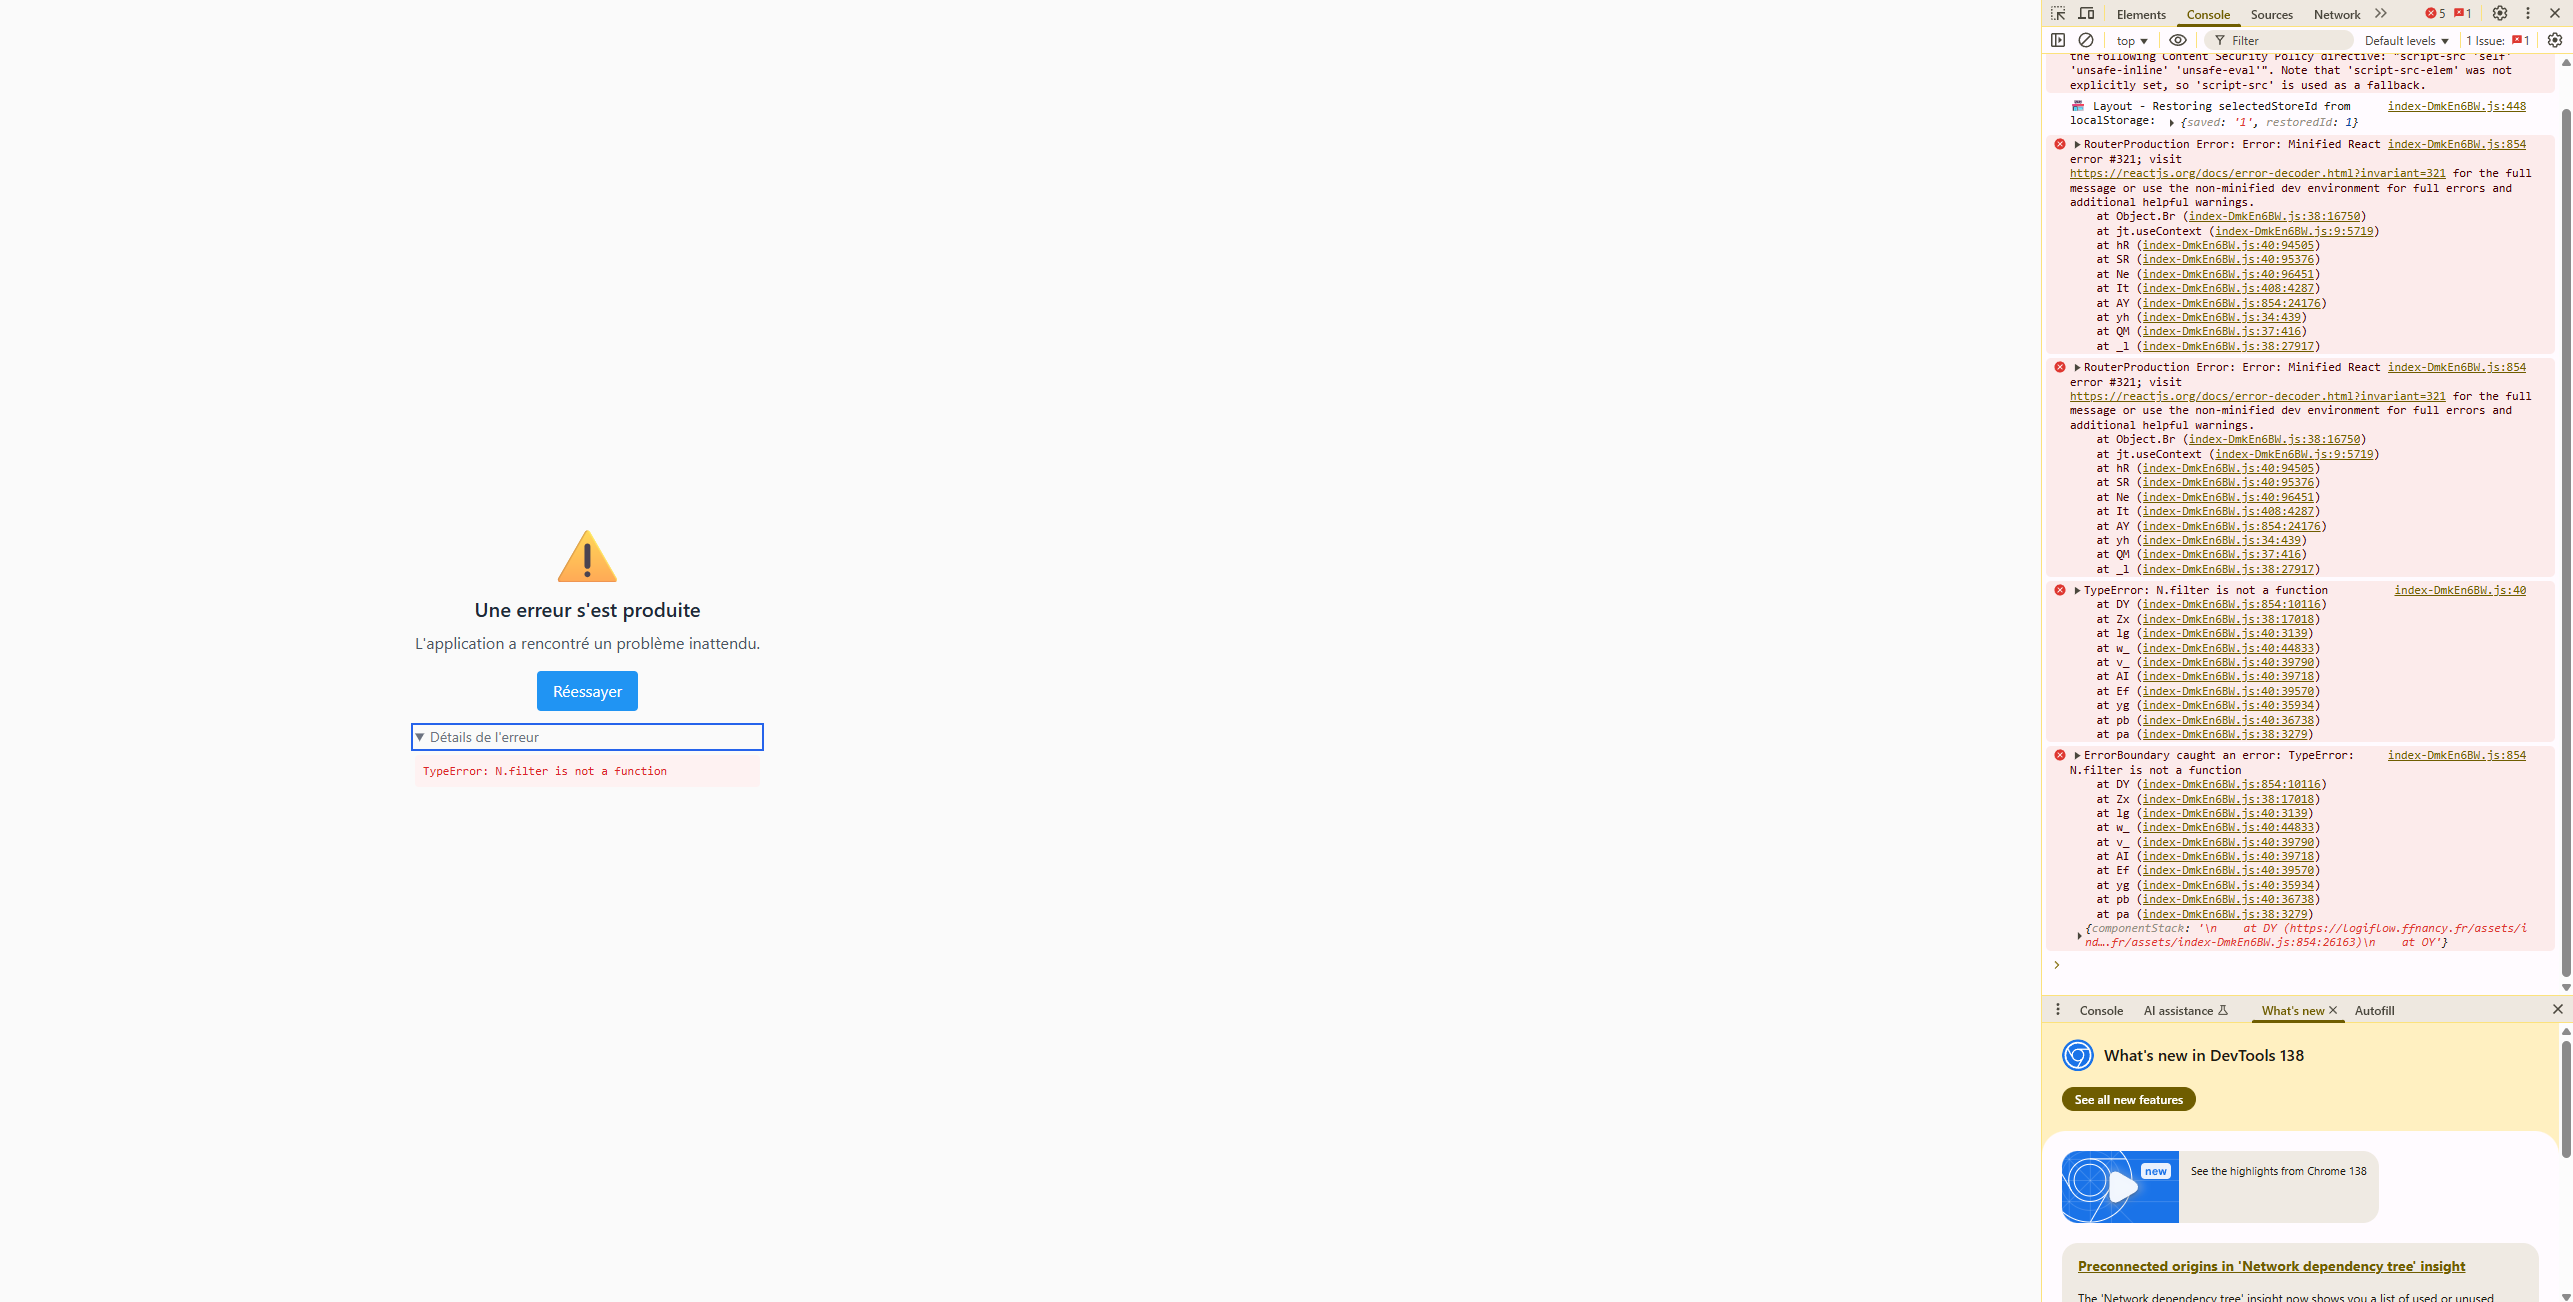 Une erreur s'est produite
L'application a rencontré un problème inattendu.
Réessayer
▼ Détails de l'erreur
TypeError: N.filter is not a function
Elements Console Sources Network 5 1
top Filter Default levels 1 Issue: 1
the following Content Security Policy directive: "script-src 'self'
'unsafe-inline' 'unsafe-eval'". Note that 'script-src-elem' was not
explicitly set, so 'script-src' is used as a fallback.
Layout - Restoring selectedStoreId from index-DmkEn6BW.js:448
localStorage: {saved: '1', restoredId: 1}
RouterProduction Error: Error: Minified React index-DmkEn6BW.js:854
error #321; visit
https://reactjs.org/docs/error-decoder.html?invariant=321 for the full
message or use the non-minified dev environment for full errors and
additional helpful warnings.
at Object.Br (index-DmkEn6BW.js:38:16750)
at jt.useContext (index-DmkEn6BW.js:9:5719)
at hR (index-DmkEn6BW.js:40:94505)
at SR (index-DmkEn6BW.js:40:95376)
at Ne (index-DmkEn6BW.js:40:96451)
at It (index-DmkEn6BW.js:408:4287)
at AY (index-DmkEn6BW.js:854:24176)
at yh (index-DmkEn6BW.js:34:439)
at QM (index-DmkEn6BW.js:37:416)
at _l (index-DmkEn6BW.js:38:27917)
RouterProduction Error: Error: Minified React index-DmkEn6BW.js:854
error #321; visit
https://reactjs.org/docs/error-decoder.html?invariant=321 for the full
message or use the non-minified dev environment for full errors and
additional helpful warnings.
at Object.Br (index-DmkEn6BW.js:38:16750)
at jt.useContext (index-DmkEn6BW.js:9:5719)
at hR (index-DmkEn6BW.js:40:94505)
at SR (index-DmkEn6BW.js:40:95376)
at Ne (index-DmkEn6BW.js:40:96451)
at It (index-DmkEn6BW.js:408:4287)
at AY (index-DmkEn6BW.js:854:24176)
at yh (index-DmkEn6BW.js:34:439)
at QM (index-DmkEn6BW.js:37:416)
at _l (index-DmkEn6BW.js:38:27917)
TypeError: N.filter is not a function index-DmkEn6BW.js:40
at DY (index-DmkEn6BW.js:854:10116)
at Zx (index-DmkEn6BW.js:38:17018)
at lg (index-DmkEn6BW.js:40:3139)
at w_ (index-DmkEn6BW.js:40:44833)
at v_ (index-DmkEn6BW.js:40:39790)
at AI (index-DmkEn6BW.js:40:39718)
at Ef (index-DmkEn6BW.js:40:39570)
at yg (index-DmkEn6BW.js:40:35934)
at pb (index-DmkEn6BW.js:40:36738)
at pa (index-DmkEn6BW.js:38:3279)
ErrorBoundary caught an error: TypeError: index-DmkEn6BW.js:854
N.filter is not a function
at DY (index-DmkEn6BW.js:854:10116)
at Zx (index-DmkEn6BW.js:38:17018)
at lg (index-DmkEn6BW.js:40:3139)
at w_ (index-DmkEn6BW.js:40:44833)
at v_ (index-DmkEn6BW.js:40:39790)
at AI (index-DmkEn6BW.js:40:39718)
at Ef (index-DmkEn6BW.js:40:39570)
at yg (index-DmkEn6BW.js:40:35934)
at pb (index-DmkEn6BW.js:40:36738)
at pa (index-DmkEn6BW.js:38:3279)
{componentStack: '\n    at DY (https://logiflow.ffnancy.fr/assets/i
nd….fr/assets/index-DmkEn6BW.js:854:26163)\n    at OY'}
Console AI assistance What's new Autofill
What's new in DevTools 138
See all new features
new
See the highlights from Chrome 138
Preconnected origins in 'Network dependency tree' insight
The 'Network dependency tree' insight now shows you a list of used or unused